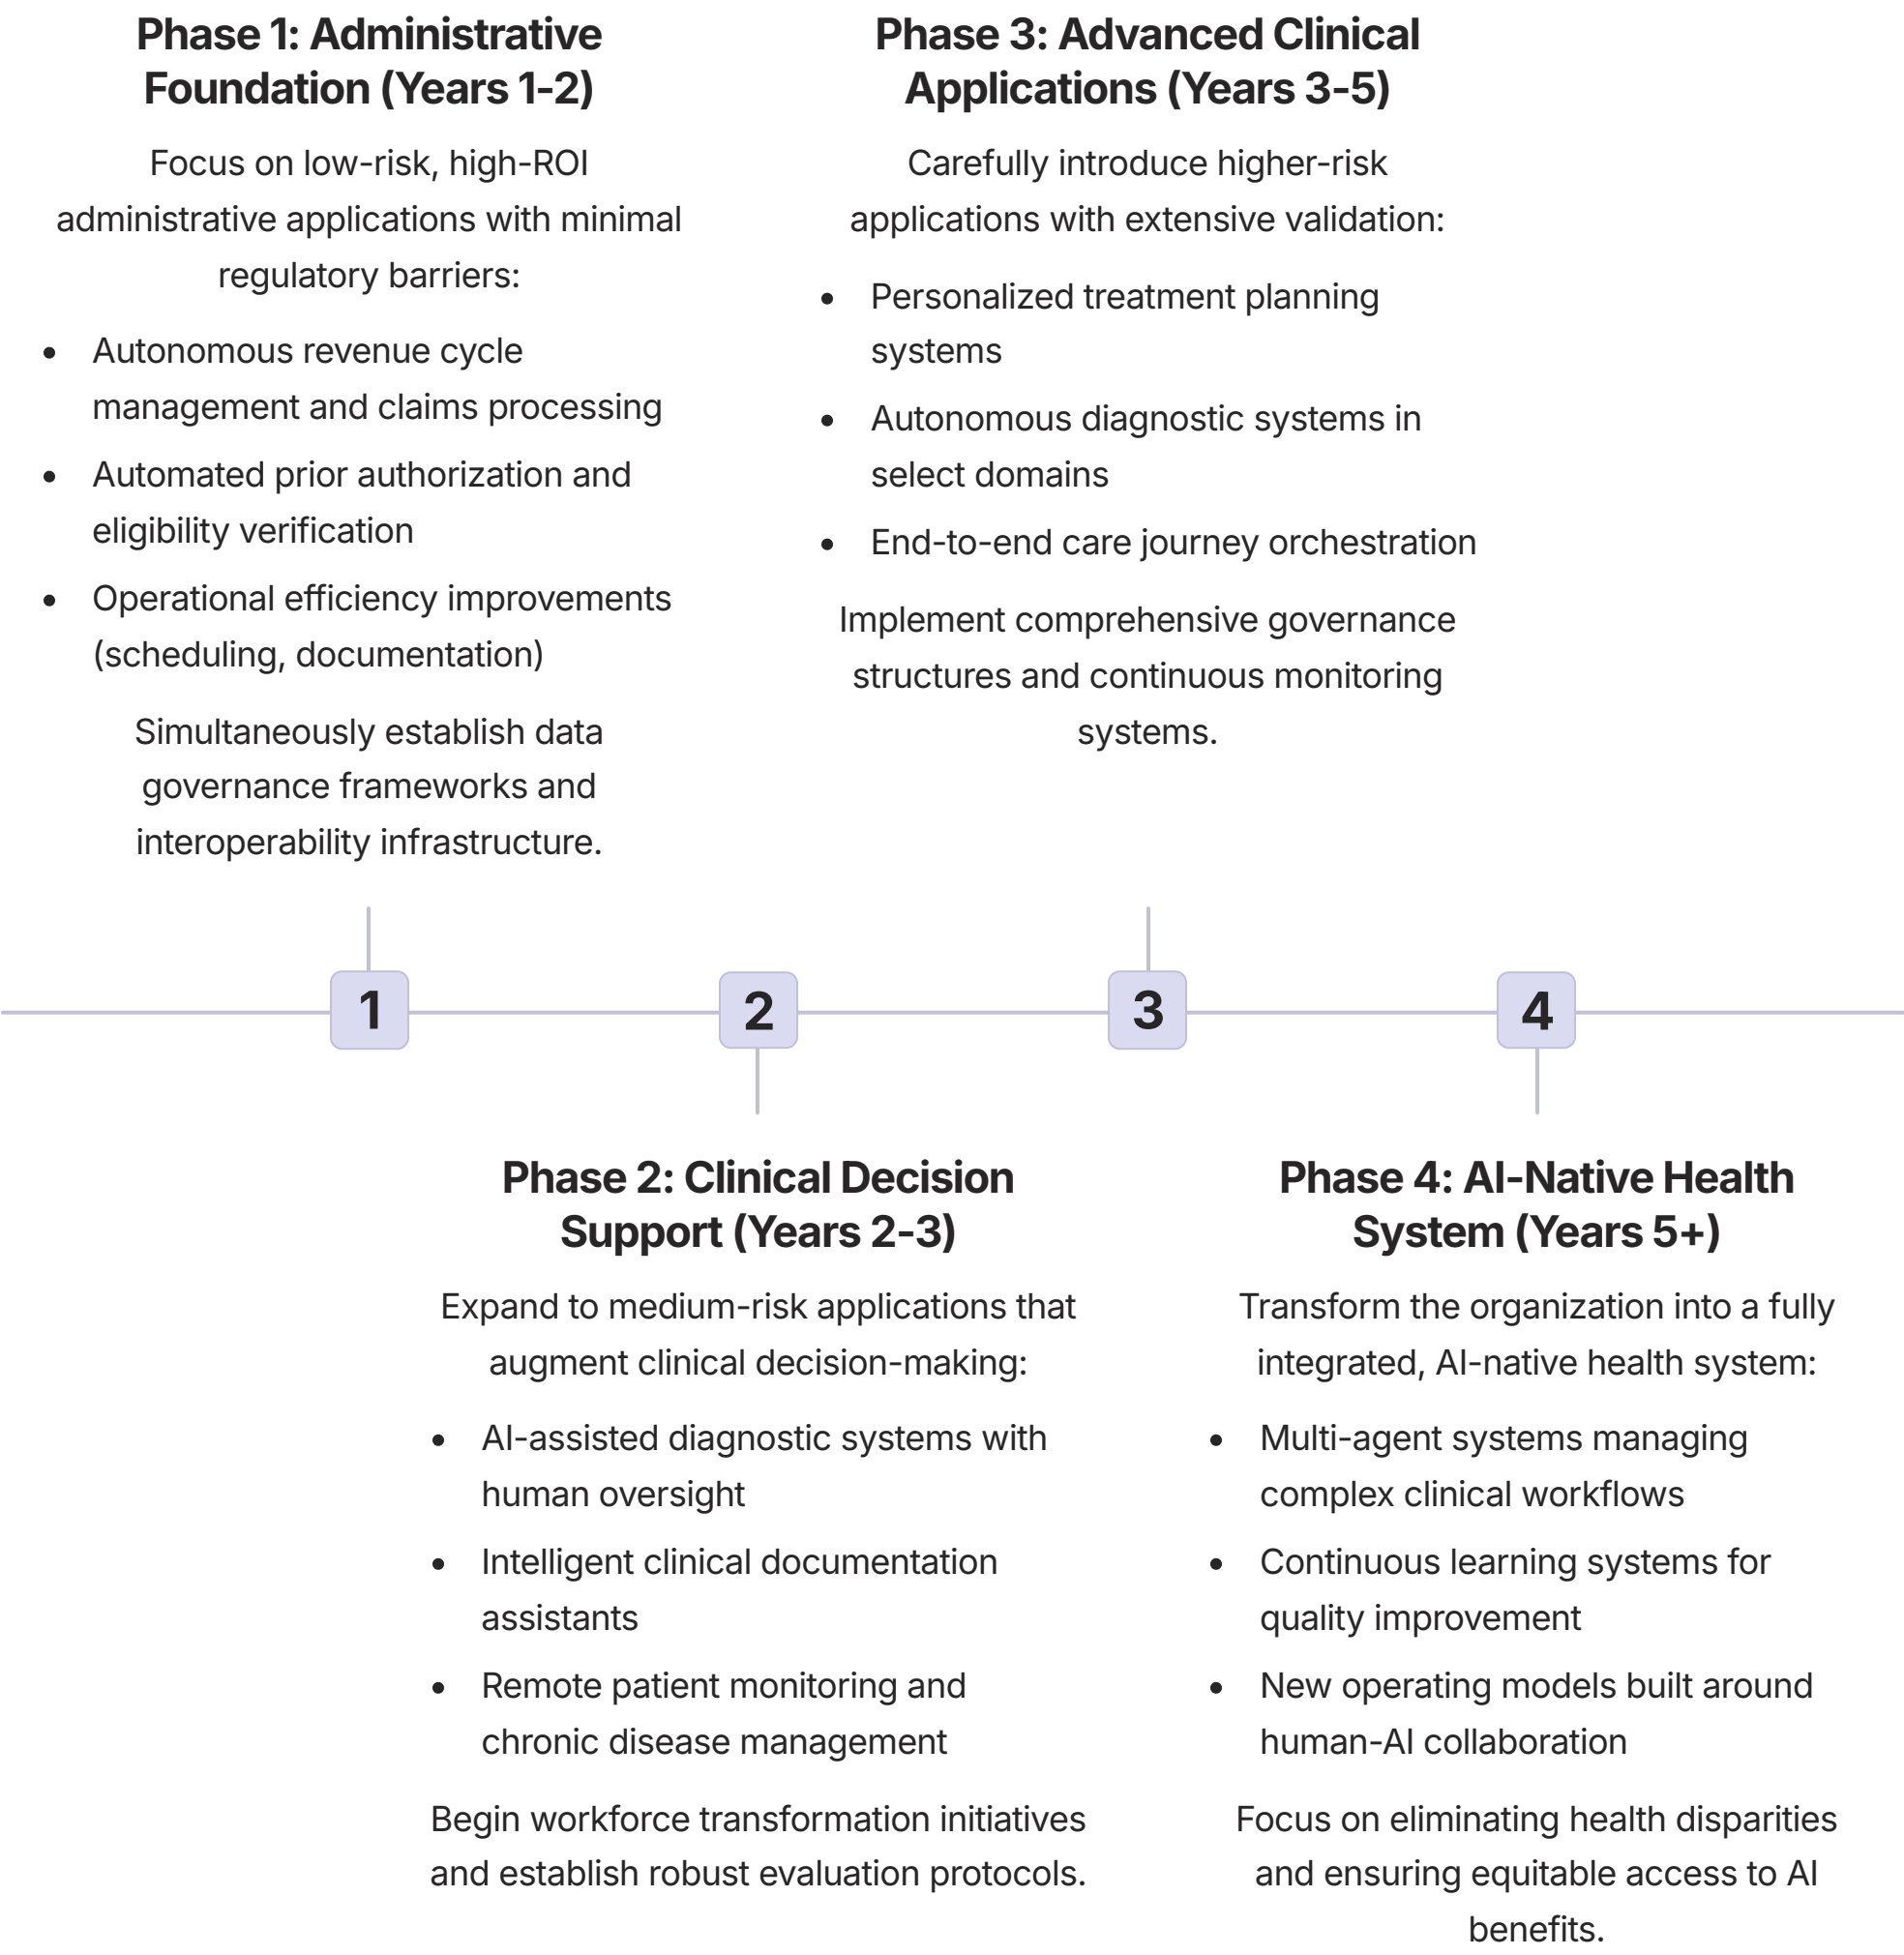 Phase 1: Administrative
Foundation (Years 1-2)
Focus on low-risk, high-ROI
administrative applications with minimal
regulatory barriers:
• Autonomous revenue cycle
management and claims processing
• Automated prior authorization and
eligibility verification
• Operational efficiency improvements
(scheduling, documentation)
Simultaneously establish data
governance frameworks and
interoperability infrastructure.
Phase 3: Advanced Clinical
Applications (Years 3-5)
Carefully introduce higher-risk
applications with extensive validation:
• Personalized treatment planning
systems
• Autonomous diagnostic systems in
select domains
• End-to-end care journey orchestration
Implement comprehensive governance
structures and continuous monitoring
systems.
1
2
3
4
Phase 2: Clinical Decision
Support (Years 2-3)
Expand to medium-risk applications that
augment clinical decision-making:
• AI-assisted diagnostic systems with
human oversight
• Intelligent clinical documentation
assistants
• Remote patient monitoring and
chronic disease management
Begin workforce transformation initiatives
and establish robust evaluation protocols.
Phase 4: AI-Native Health
System (Years 5+)
Transform the organization into a fully
integrated, AI-native health system:
• Multi-agent systems managing
complex clinical workflows
• Continuous learning systems for
quality improvement
• New operating models built around
human-AI collaboration
Focus on eliminating health disparities
and ensuring equitable access to AI
benefits.